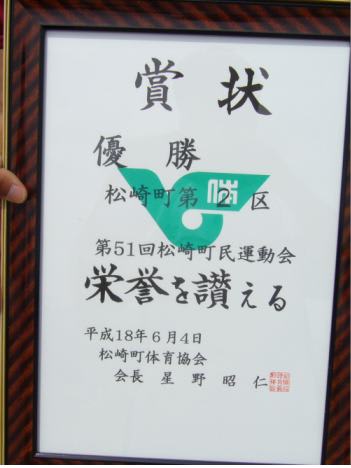 賞状
優勝
松崎町第2区
第51回松崎町民運動会
栄誉を讃える
平成18年6月4日
松崎町体育協会
会長 星野昭仁